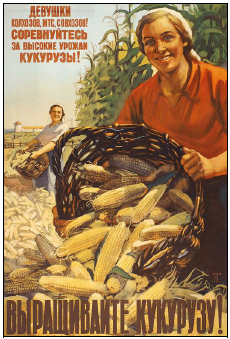 ДЕВУШКИ
КОЛХОЗОВ, МТС, СОВХОЗОВ!
СОРЕВНУЙТЕСЬ
ЗА ВЫСОКИЕ УРОЖАИ
КУКУРУЗЫ!
ВЫРАЩИВАЙТЕ КУКУРУЗУ!